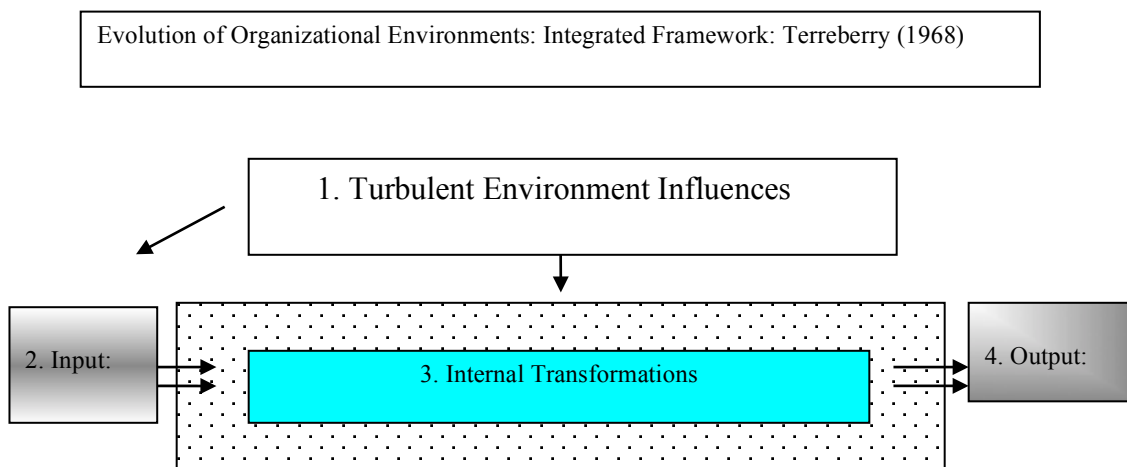 Evolution of Organizational Environments: Integrated Framework: Terreberry (1968)
1. Turbulent Environment Influences
2. Input:
3. Internal Transformations
4. Output: